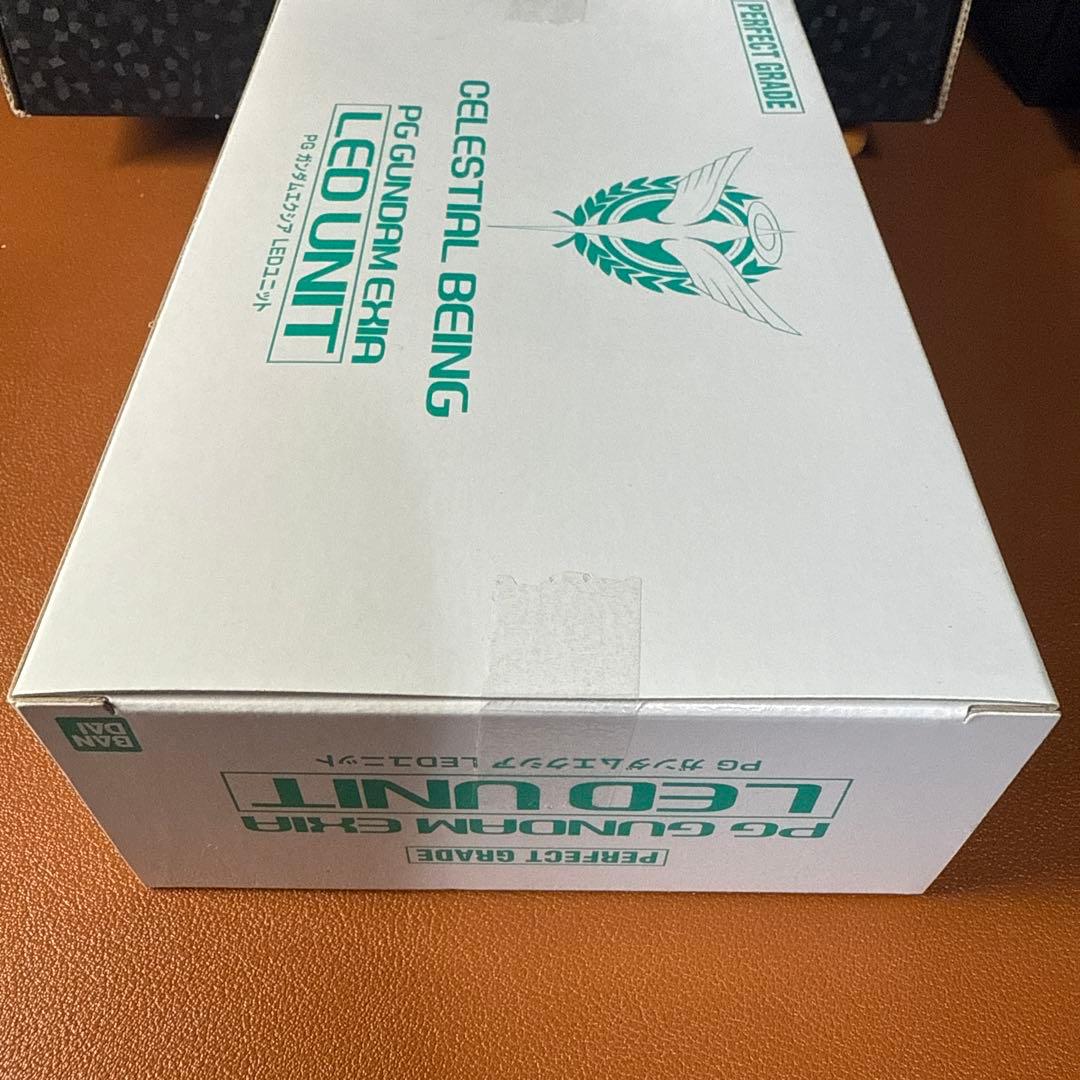 PERFECT GRADE
CELESTIAL BEING
PG GUNDAM EXIA
LED UNIT
PG ガンダムエクシア LEDユニット
PERFECT GRADE
PG GUNDAM EXIA
LED UNIT
PG ガンダムエクシア LEDユニット
BAN
DAI